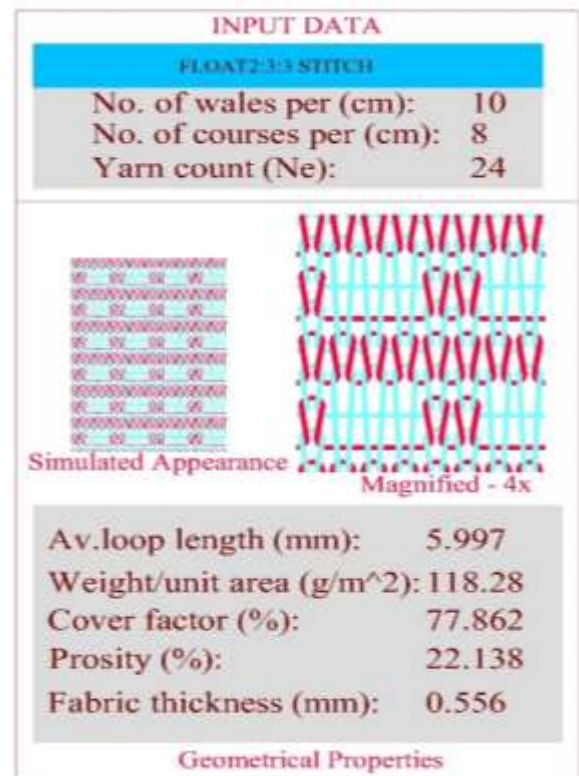 INPUT DATA
FLOAT2:3:3 STITCH
No. of wales per (cm): 10
No. of courses per (cm): 8
Yarn count (Ne): 24
Simulated Appearance
Magnified - 4x
Av.loop length (mm): 5.997
Weight/unit area (g/m^2): 118.28
Cover factor (%): 77.862
Prosity (%): 22.138
Fabric thickness (mm): 0.556
Geometrical Properties